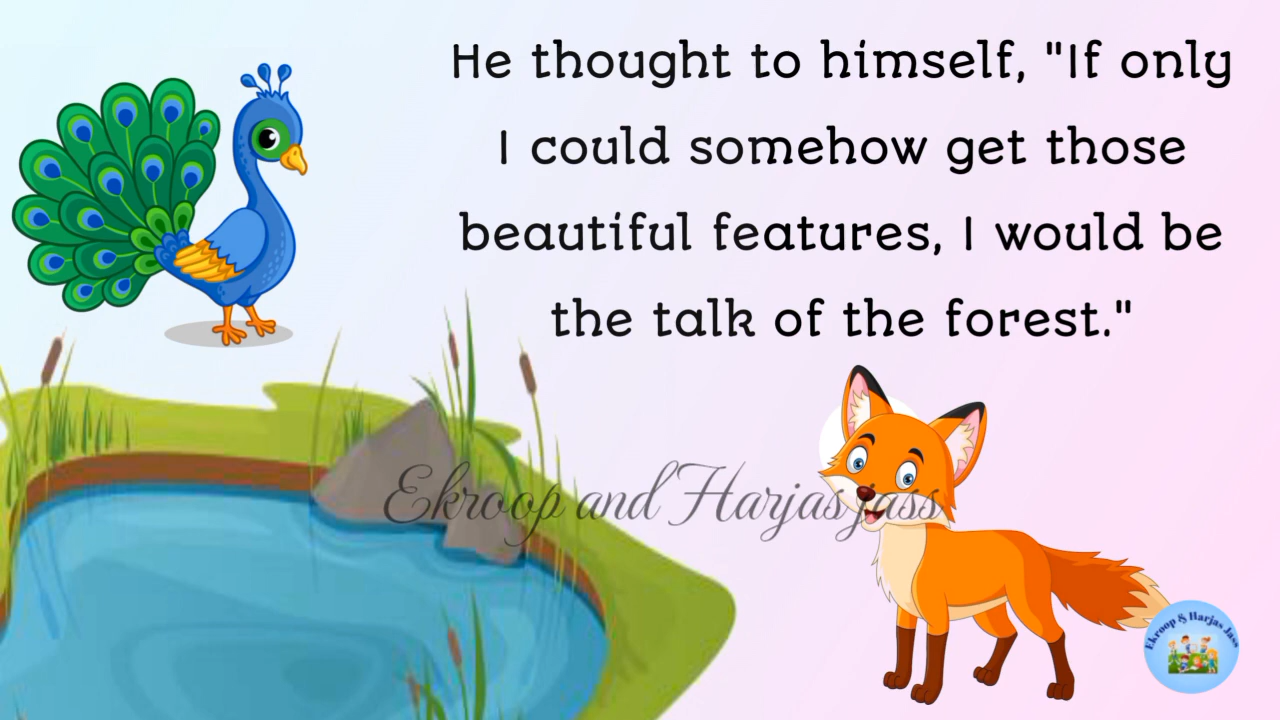 He thought to himself, "If only
I could somehow get those
beautiful features, I would be
the talk of the forest."
Ekroop and Harjas jass
Ekroop & Harjas Jass